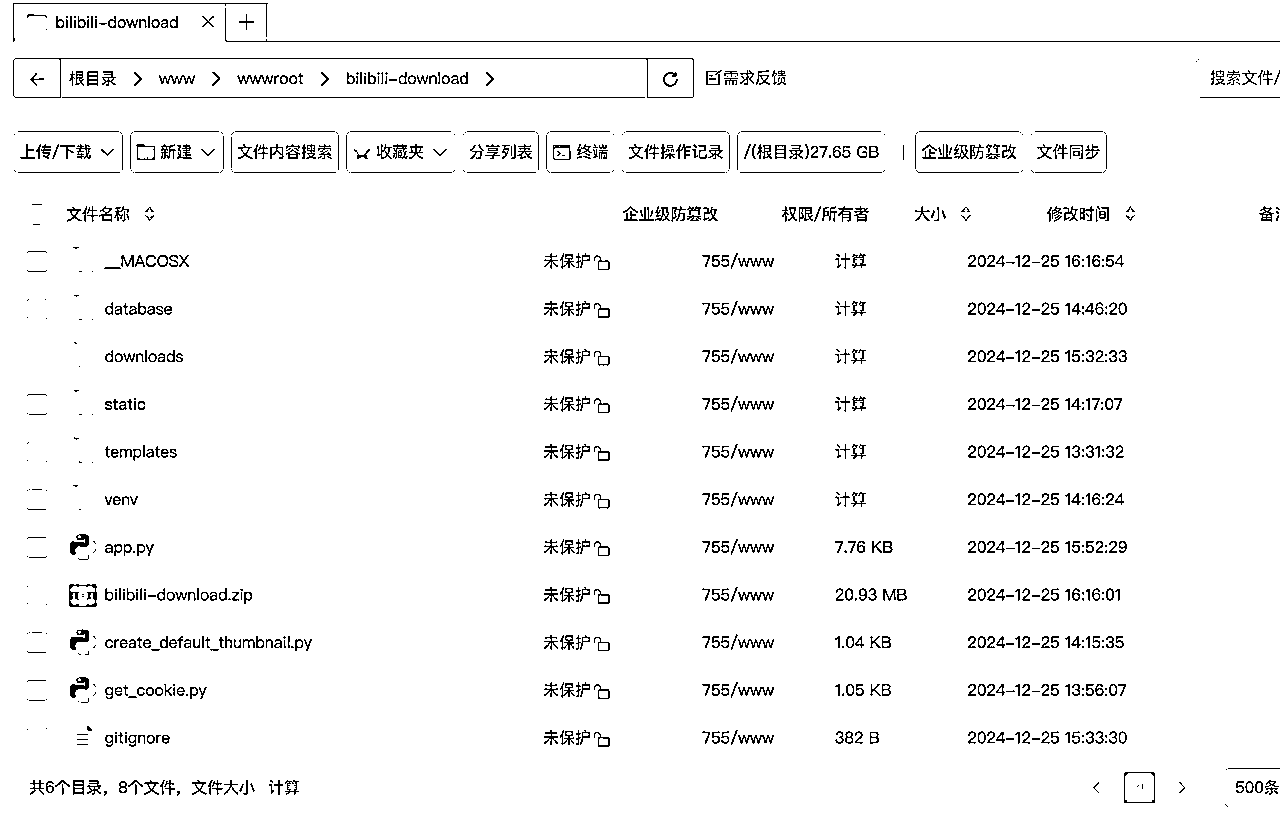 bilibili-download
根目录 www wwwroot bilibili-download 需求反馈 搜索文件/
上传/下载 新建 文件内容搜索 收藏夹 分享列表 终端 文件操作记录 /(根目录)27.65 GB | 企业级防篡改 文件同步
文件名称 企业级防篡改 权限/所有者 大小 修改时间 备注
__MACOSX 未保护 755/www 计算 2024-12-25 16:16:54
database 未保护 755/www 计算 2024-12-25 14:46:20
downloads 未保护 755/www 计算 2024-12-25 15:32:33
static 未保护 755/www 计算 2024-12-25 14:17:07
templates 未保护 755/www 计算 2024-12-25 13:31:32
venv 未保护 755/www 计算 2024-12-25 14:16:24
app.py 未保护 755/www 7.76 KB 2024-12-25 15:52:29
bilibili-download.zip 未保护 755/www 20.93 MB 2024-12-25 16:16:01
create_default_thumbnail.py 未保护 755/www 1.04 KB 2024-12-25 14:15:35
get_cookie.py 未保护 755/www 1.05 KB 2024-12-25 13:56:07
gitignore 未保护 755/www 382 B 2024-12-25 15:33:30
共6个目录，8个文件，文件大小 计算 1 500条